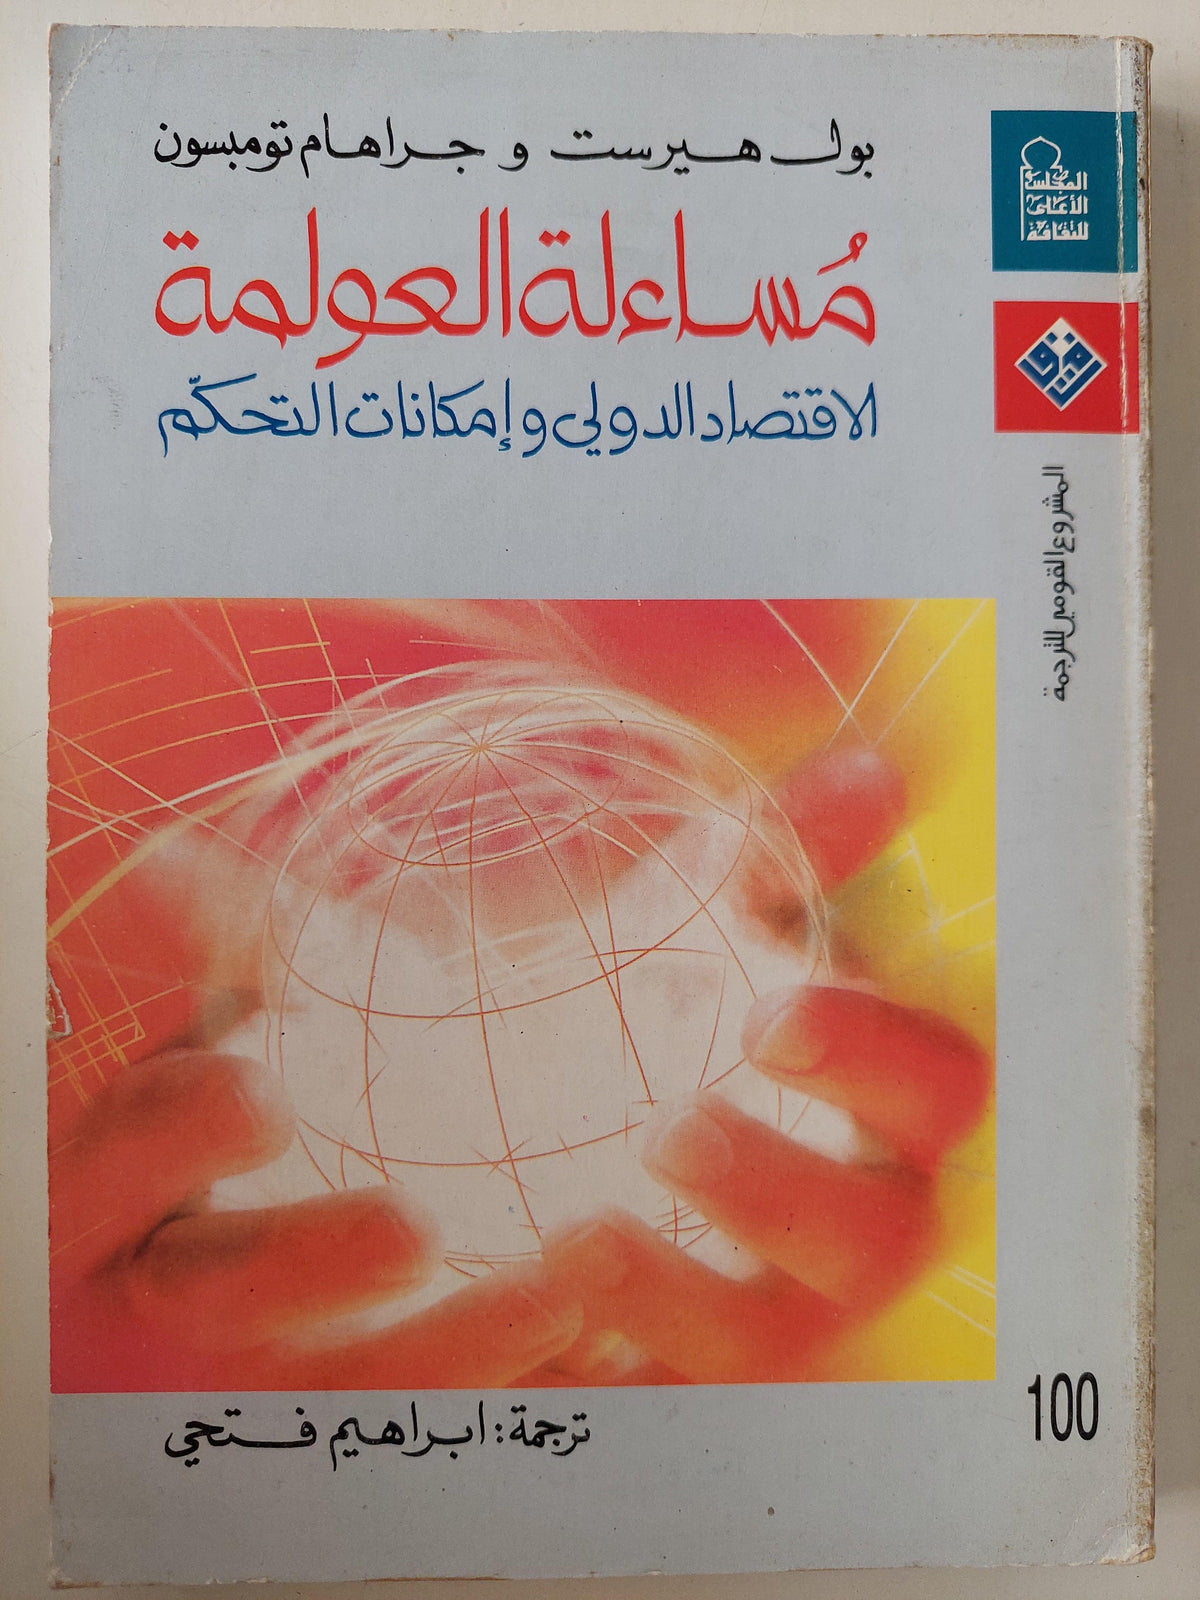 بول هيرست و جراهام تومبسون
مُساءلة العولمة
الاقتصاد الدولي وإمكانات التحكّم
المجلس
الأعلى
للثقافة
المشروع القومي للترجمة
ترجمة: ابراهيم فتحي
100